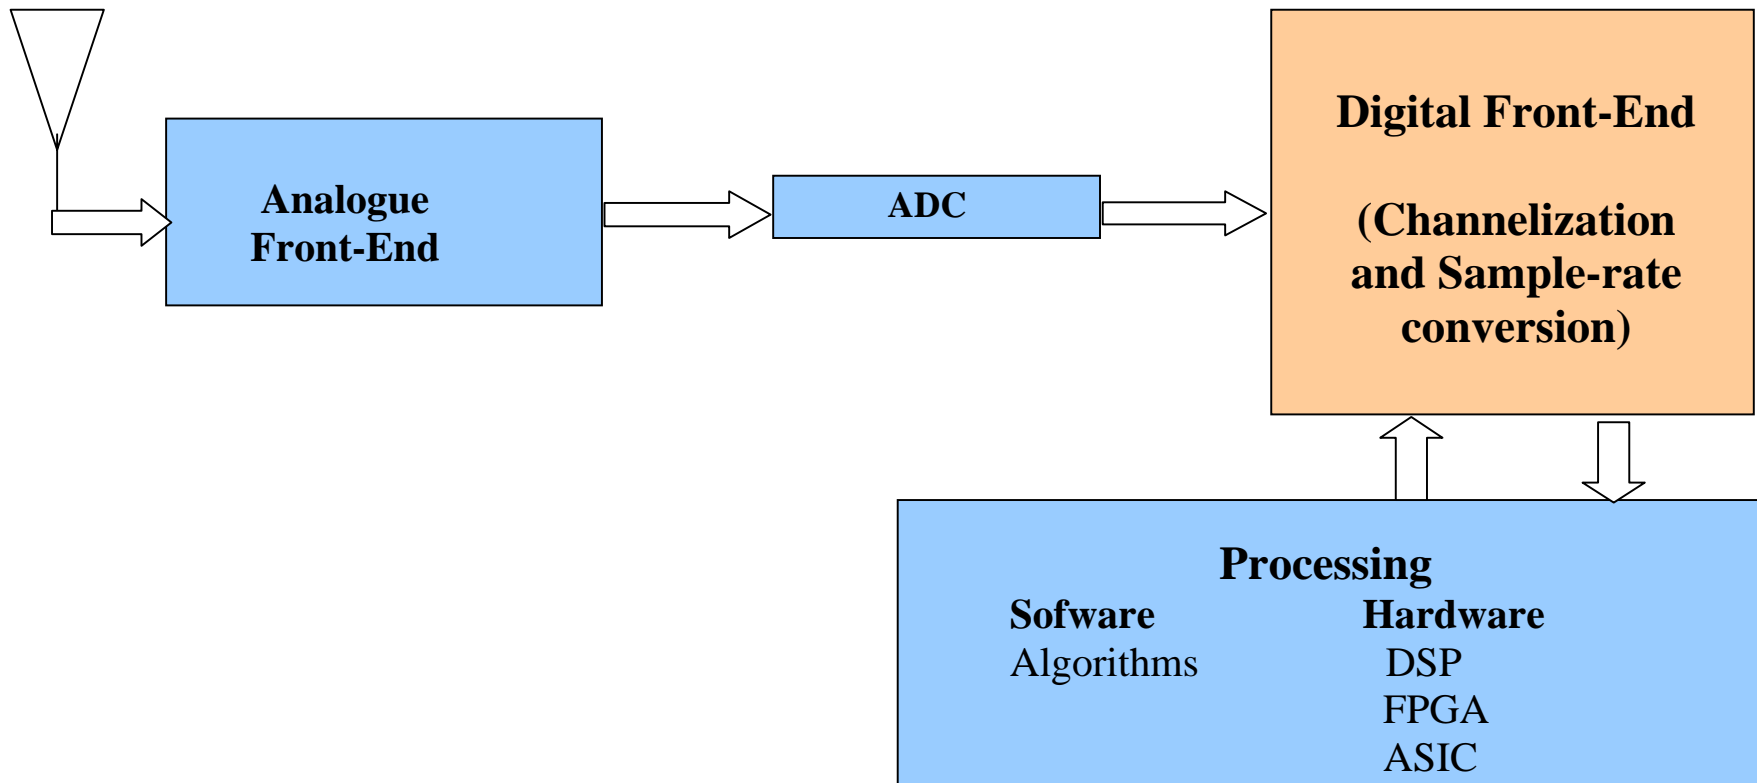 Analogue
Front-End
ADC
Digital Front-End
(Channelization
and Sample-rate
conversion)
Processing
Sofware Hardware
Algorithms DSP
FPGA
ASIC